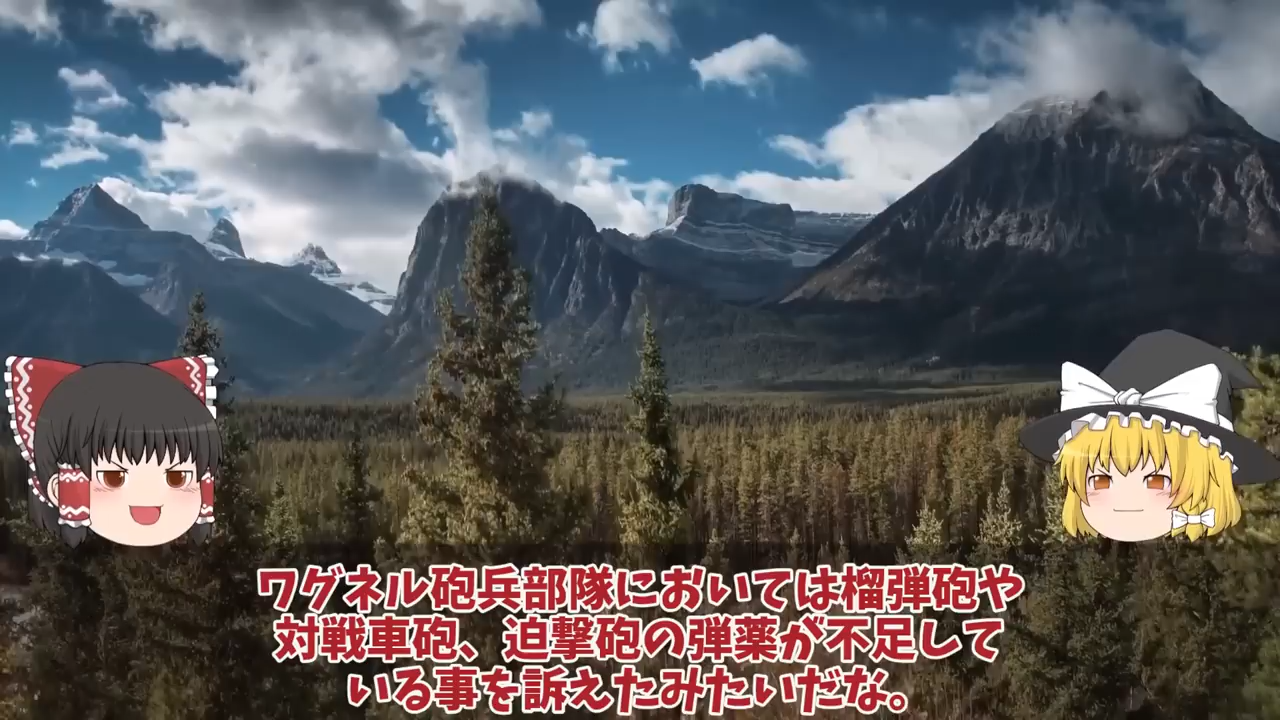 ワグネル砲兵部隊においては榴弾砲や
対戦車砲、迫撃砲の弾薬が不足して
いる事を訴えたみたいだな。